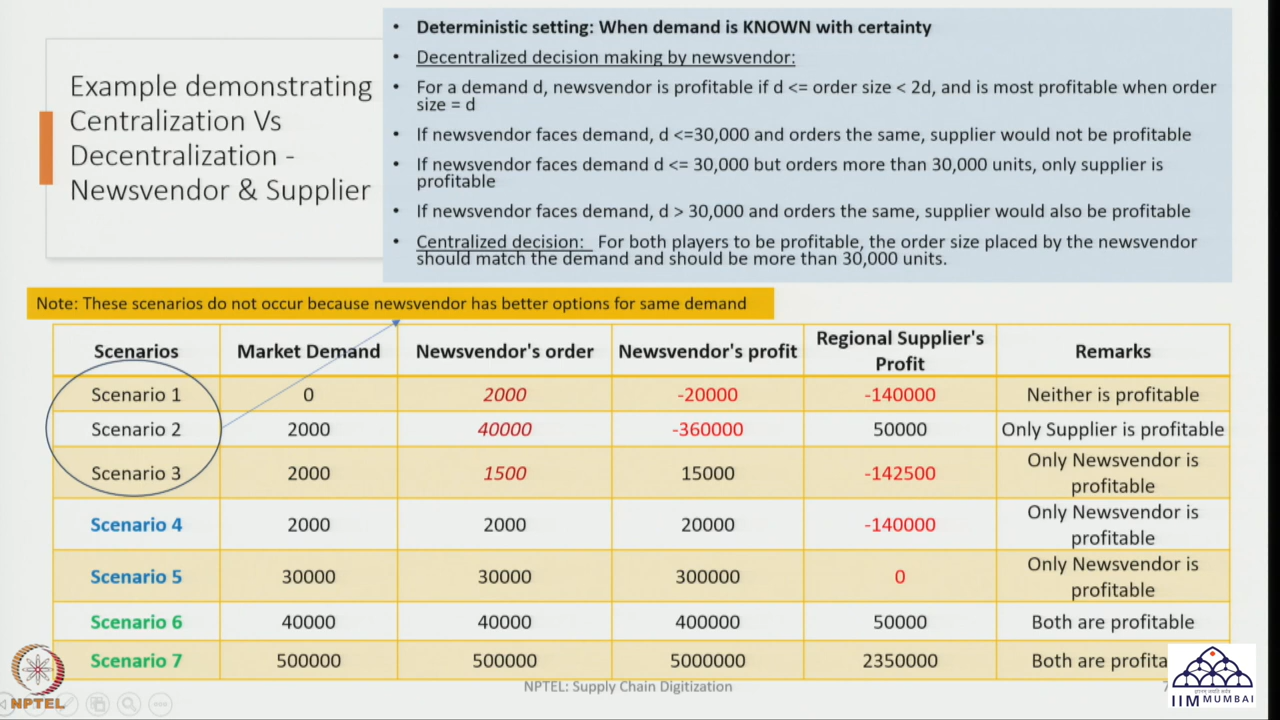 Example demonstrating
Centralization Vs
Decentralization -
Newsvendor & Supplier
• Deterministic setting: When demand is KNOWN with certainty
• Decentralized decision making by newsvendor:
• For a demand d, newsvendor is profitable if d <= order size < 2d, and is most profitable when order
size = d
• If newsvendor faces demand, d <=30,000 and orders the same, supplier would not be profitable
• If newsvendor faces demand d <= 30,000 but orders more than 30,000 units, only supplier is
profitable
• If newsvendor faces demand, d > 30,000 and orders the same, supplier would also be profitable
• Centralized decision: For both players to be profitable, the order size placed by the newsvendor
should match the demand and should be more than 30,000 units.
Note: These scenarios do not occur because newsvendor has better options for same demand
Scenarios Market Demand Newsvendor's order Newsvendor's profit Regional Supplier's Profit Remarks
Scenario 1 0 2000 -20000 -140000 Neither is profitable
Scenario 2 2000 40000 -360000 50000 Only Supplier is profitable
Scenario 3 2000 1500 15000 -142500 Only Newsvendor is profitable
Scenario 4 2000 2000 20000 -140000 Only Newsvendor is profitable
Scenario 5 30000 30000 300000 0 Only Newsvendor is profitable
Scenario 6 40000 40000 400000 50000 Both are profitable
Scenario 7 500000 500000 5000000 2350000 Both are profita
NPTEL: Supply Chain Digitization
NPTEL
IIM MUMBAI